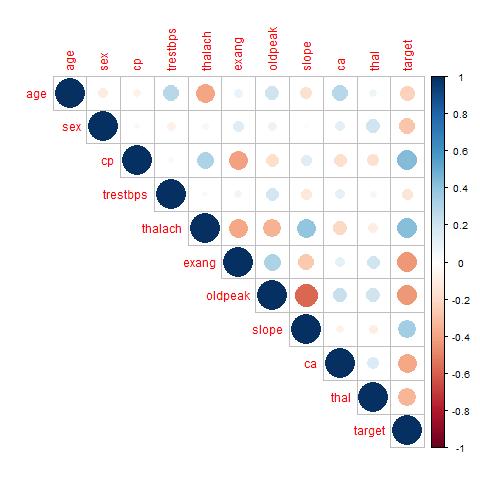 age sex cp trestbps thalach exang oldpeak slope ca thal target
age
sex
cp
trestbps
thalach
exang
oldpeak
slope
ca
thal
target
1
0.8
0.6
0.4
0.2
0
-0.2
-0.4
-0.6
-0.8
-1